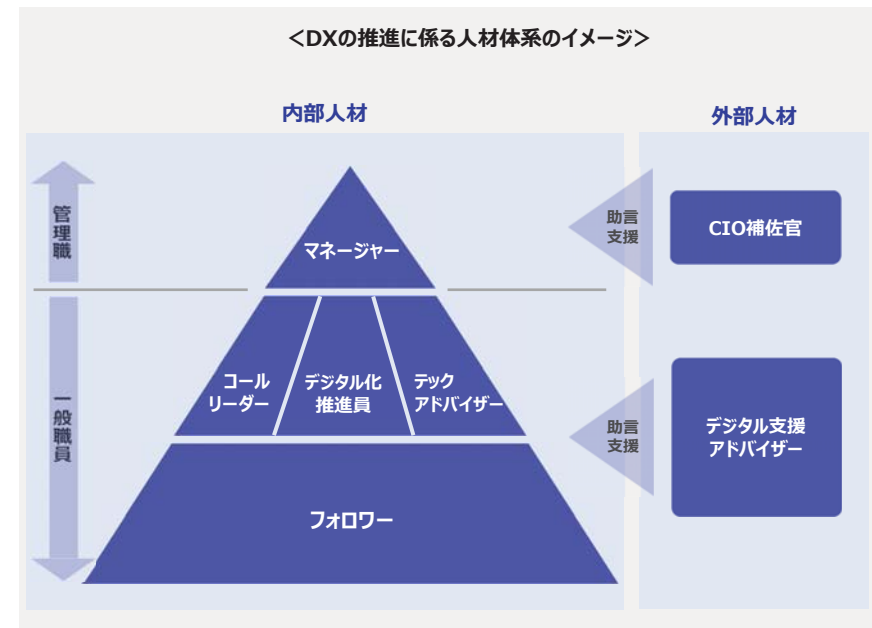 ＜DXの推進に係る人材体系のイメージ＞
内部人材
外部人材
管理職
マネージャー
助言
支援
CIO補佐官
一般職員
コール
リーダー
デジタル化
推進員
テック
アドバイザー
助言
支援
デジタル支援
アドバイザー
フォロワー